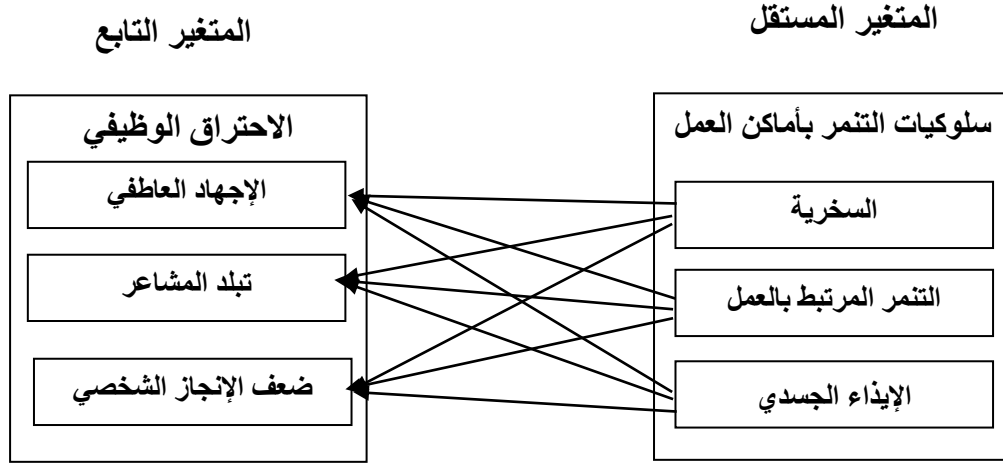 المتغير المستقل
المتغير التابع
سلوكيات التنمر بأماكن العمل
السخرية
التنمر المرتبط بالعمل
الإيذاء الجسدي
الاحتراق الوظيفي
الإجهاد العاطفي
تبلد المشاعر
ضعف الإنجاز الشخصي